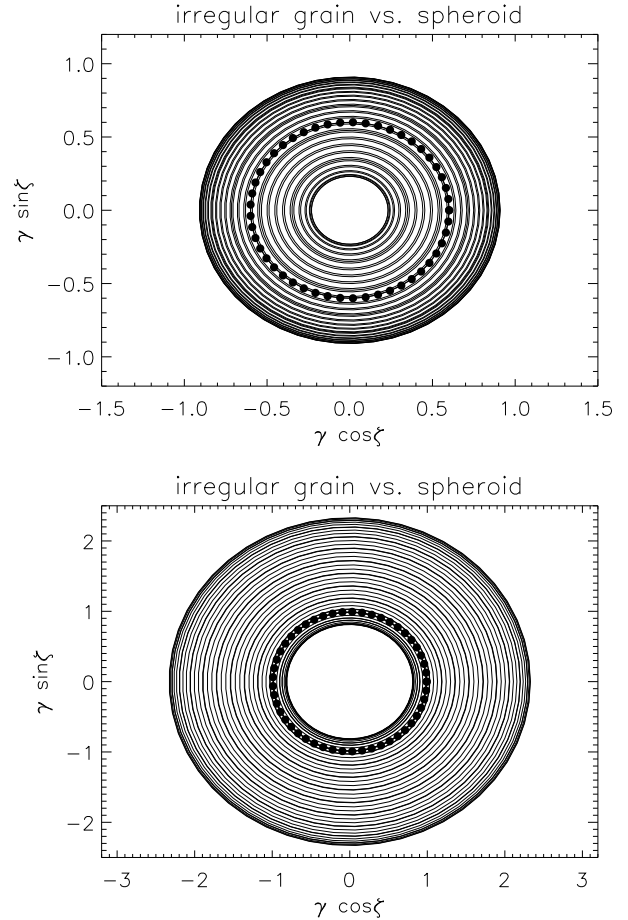 irregular grain vs. spheroid
1.0
0.5
0.0
−0.5
−1.0
γ sinζ
−1.5 −1.0 −0.5 0.0 0.5 1.0 1.5
γ cosζ
irregular grain vs. spheroid
2
1
0
−1
−2
γ sinζ
−3 −2 −1 0 1 2 3
γ cosζ